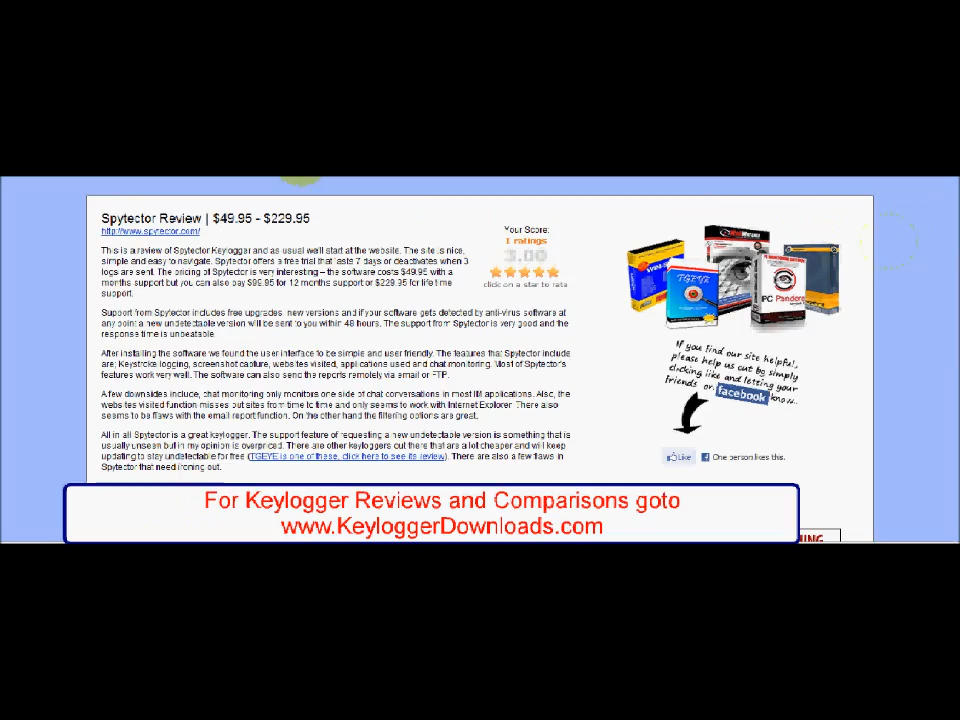 Spytector Review | $49.95 - $229.95
http://www.spytector.com/
This is a review of Spytector Keylogger and as usual we'll start at the website. The site is nice,
simple and easy to navigate. Spytector offers a free trial that lasts 7 days or deactivates when 3
logs are sent. The pricing of Spytector is very interesting – the software costs $49.95 with a
months support but you can also pay $99.95 for 12 months support or $229.95 for life time
support.
Your Score:
1 ratings
3.00
click on a star to rate
Support from Spytector includes free upgrades, new versions and if your software gets detected by anti-virus software at
any point a new undetectable version will be sent to you within 48 hours. The support from Spytector is very good and the
response time is unbeatable.
After installing the software we found the user interface to be simple and user friendly. The features that Spytector include
are; Keystroke logging, screenshot capture, websites visited, applications used and chat monitoring. Most of Spytector's
features work very well. The software can also send the reports remotely via email or FTP.
A few downsides include, chat monitoring only monitors one side of chat conversations in most IM applications. Also, the
websites visited function misses out sites from time to time and only seems to work with Internet Explorer. There also
seems to be flaws with the email report function. On the other hand the filtering options are great.
All in all Spytector is a great keylogger. The support feature of requesting a new undetectable version is something that is
usually unseen but in my opinion is overpriced. There are other keyloggers out there that are a lot cheaper and will keep
updating to stay undetectable for free (TGEYE is one of these, click here to see its review). There are also a few flaws in
Spytector that need ironing out.
TGEYE
PC Pandora
If you find our site helpful,
please help us out by simply
clicking like and letting your
friends on facebook know..
Like
One person likes this.
For Keylogger Reviews and Comparisons goto
www.KeyloggerDownloads.com